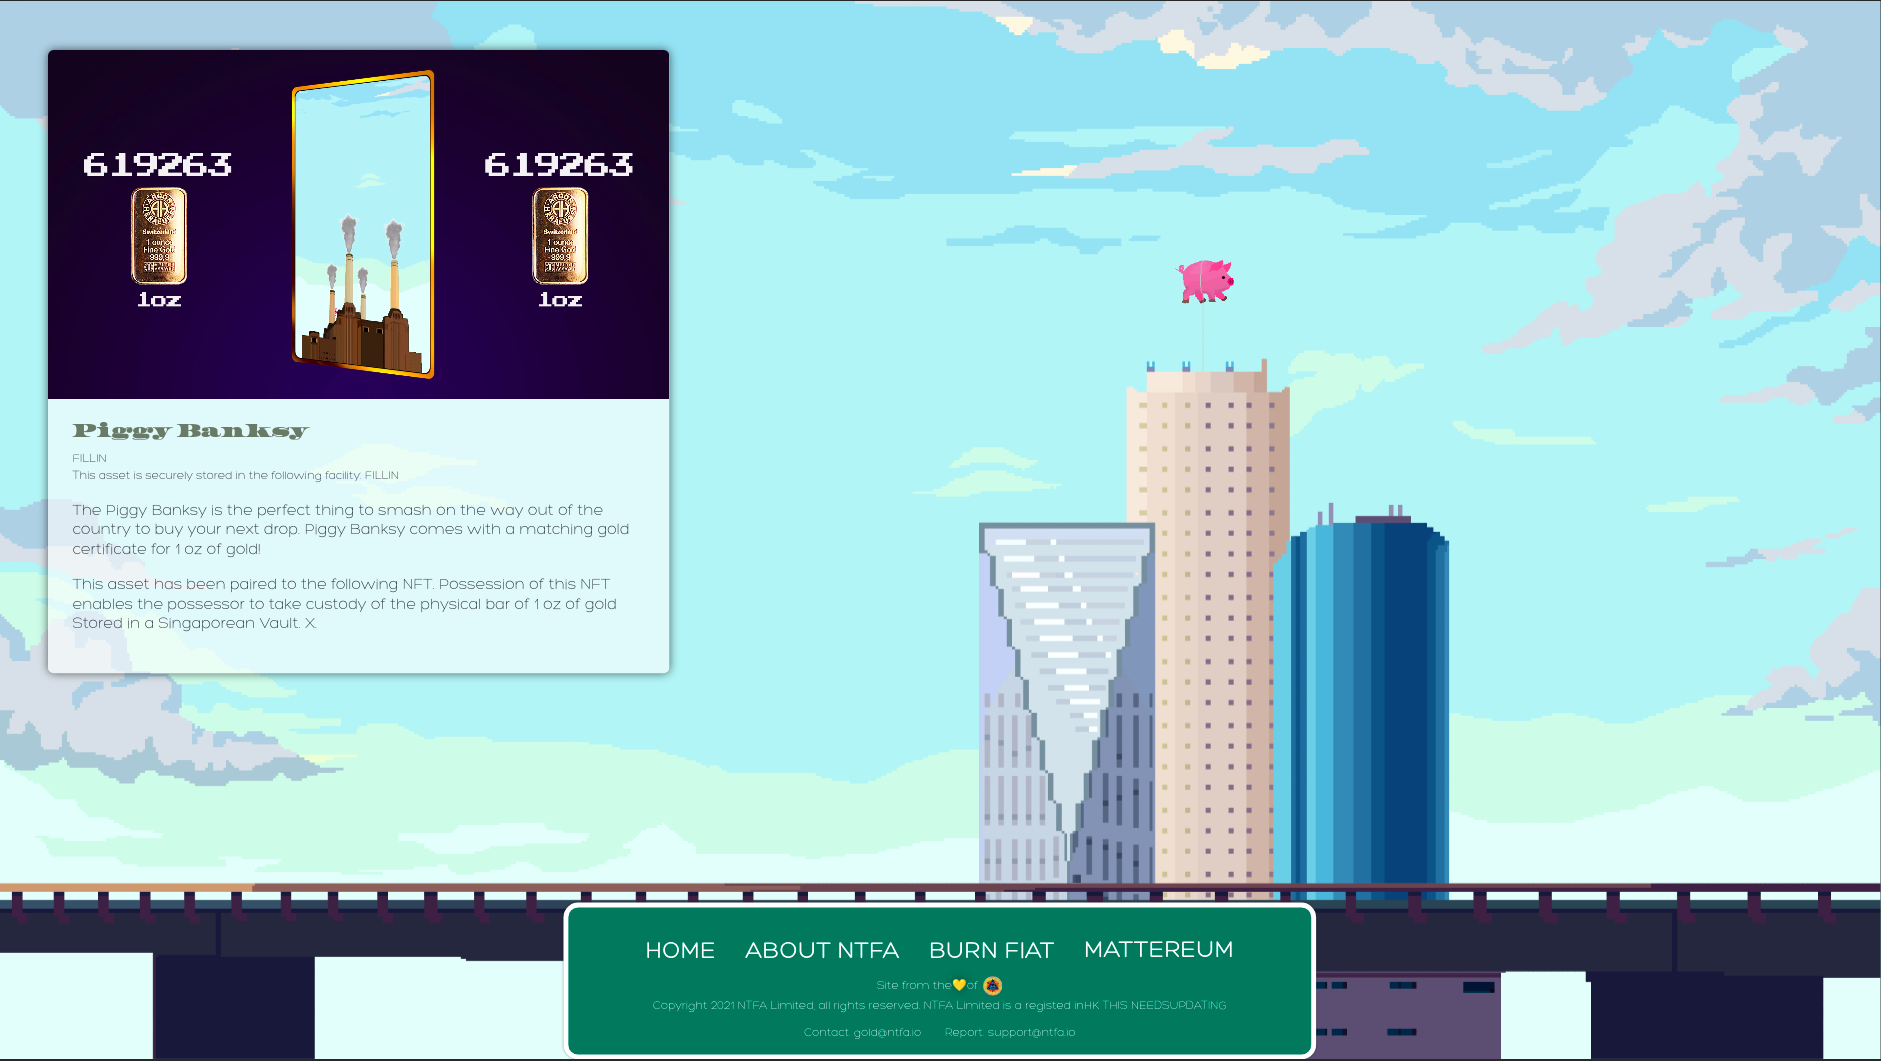 619263
619263
Switzerland
1 ounce
Fine Gold
999,9
Switzerland
1 ounce
Fine Gold
999,9
1oz
1oz
Piggy Banksy
FILLIN
This asset is securely stored in the following facility: FILLIN
The Piggy Banksy is the perfect thing to smash on the way out of the
country to buy your next drop. Piggy Banksy comes with a matching gold
certificate for 1 oz of gold!
This asset has been paired to the following NFT. Possession of this NFT
enables the possessor to take custody of the physical bar of 1 oz of gold
Stored in a Singaporean Vault. X.
HOME ABOUT NTFA BURN FIAT MATTEREUM
Site from the💛of
Copyright 2021 NTFA Limited, all rights reserved. NTFA Limited is a registed inHK THIS NEEDSUPDATING
Contact: gold@ntfa.io Report: support@ntfa.io